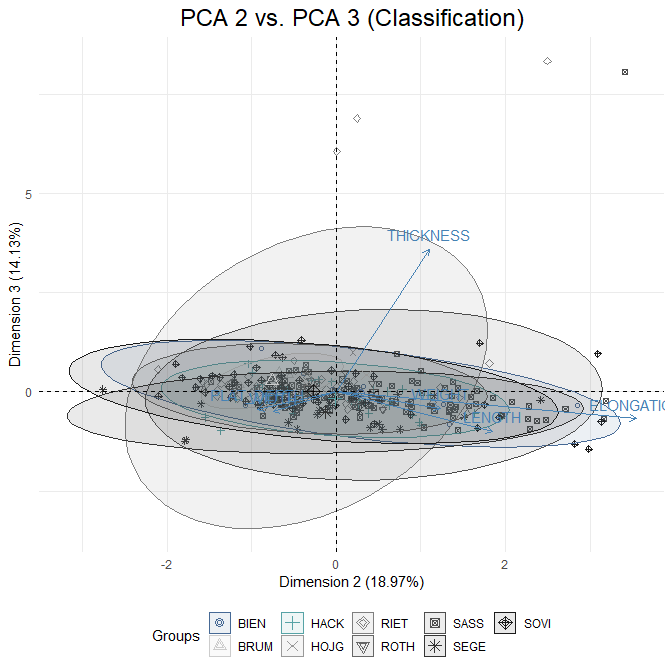 PCA 2 vs. PCA 3 (Classification)
5
0
-2
0
2
Dimension 3 (14.13%)
Dimension 2 (18.97%)
THICKNESS
ELONGATIO
LENGTH
Groups
BIEN
HACK
RIET
SASS
SOVI
BRUM
HOJG
ROTH
SEGE